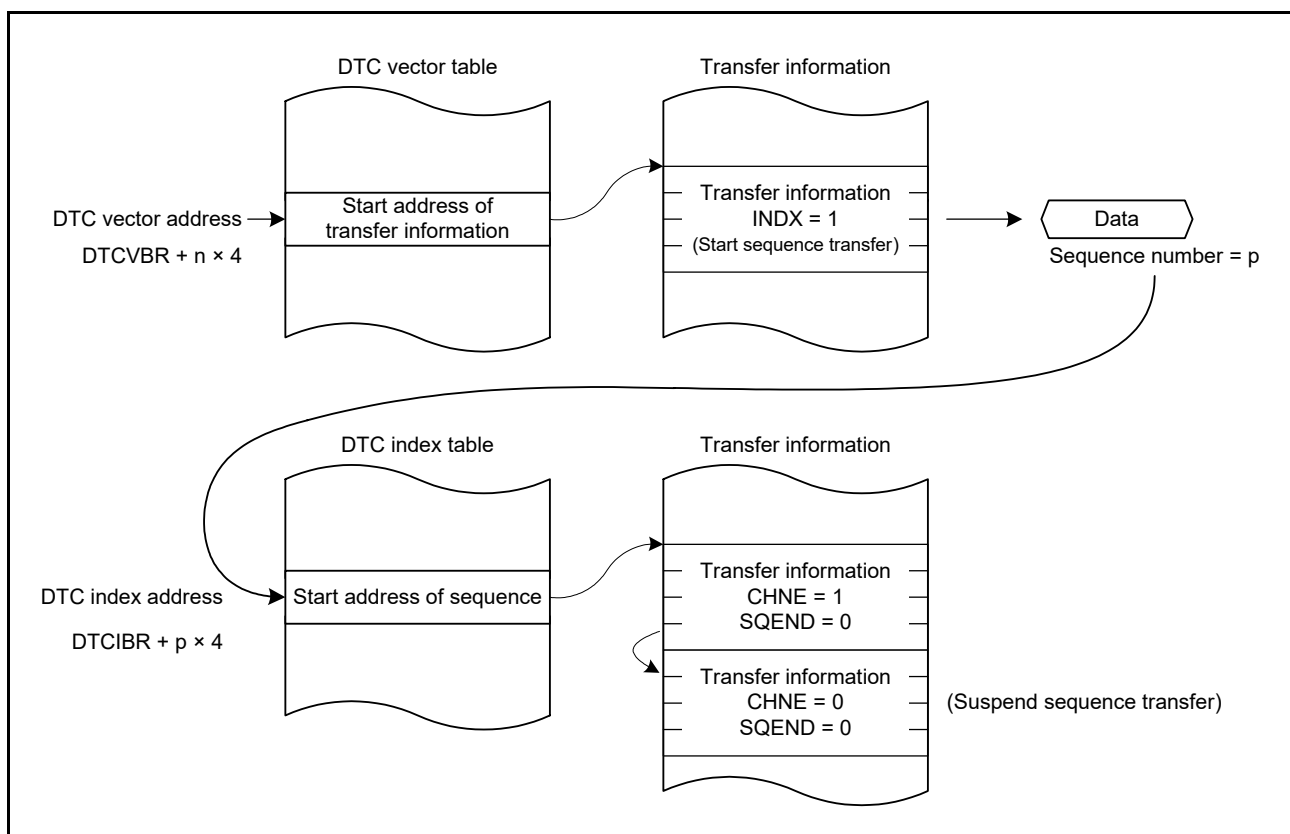 DTC vector table
Transfer information
DTC vector address
DTCVBR + n × 4
Start address of
transfer information
Transfer information
INDX = 1
(Start sequence transfer)
Data
Sequence number = p
DTC index table
Transfer information
DTC index address
DTCIBR + p × 4
Start address of sequence
Transfer information
CHNE = 1
SQEND = 0
Transfer information
CHNE = 0
SQEND = 0
(Suspend sequence transfer)